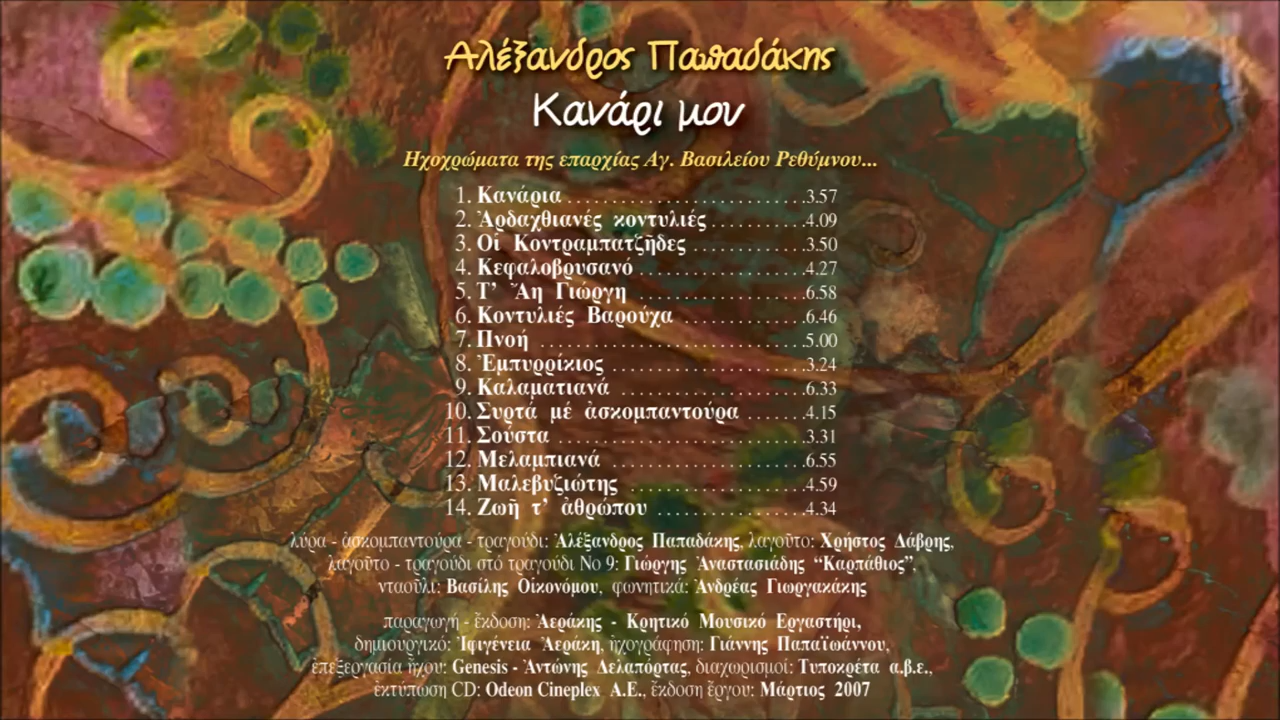 Αλέξανδρος Παπαδάκης
Κανάρι μου
Ηχοχρώματα της επαρχίας Αγ. Βασιλείου Ρεθύμνου...
1. Κανάρια ........................ 3.57
2. Ἀρδαχθιανές κοντυλιές .......... 4.09
3. Οἱ Κοντραμπατζῆδες ............ 3.50
4. Κεφαλοβρυσανό ................. 4.27
5. Τ’ Ἅη Γιώργη .................. 6.58
6. Κοντυλιές Βαρούχα ............. 6.46
7. Πνοή .......................... 5.00
8. Ἐμπυρρίκιος ................... 3.24
9. Καλαματιανά ................... 6.33
10. Συρτά μέ ἀσκομπαντούρα ....... 4.15
11. Σούστα ....................... 3.31
12. Μελαμπιανά ................... 6.55
13. Μαλεβυζιώτης ................. 4.59
14. Ζωῆ τ’ ἀθρώπου ............... 4.34
λύρα - ἀσκομπαντούρα - τραγούδι: Ἀλέξανδρος Παπαδάκης, λαγοῦτο: Χρήστος Δάβρης,
λαγοῦτο - τραγούδι στό τραγούδι Νο 9: Γιώργης Ἀναστασιάδης “Καρπάθιος”,
νταοῦλι: Βασίλης Οἰκονόμου, φωνητικά: Ἀνδρέας Γιωργακάκης
παραγωγή - ἔκδοση: Ἀεράκης - Κρητικό Μουσικό Εργαστήρι,
δημιουργικό: Ἰφιγένεια Ἀεράκη, ἠχογράφηση: Γιάννης Παπαϊωάννου,
ἐπεξεργασία ἤχου: Genesis - Ἀντώνης Δελαπόρτας, διαχωρισμοί: Τυποκρέτα α.β.ε.,
ἐκτύπωση CD: Odeon Cineplex A.E., ἔκδοση ἔργου: Μάρτιος 2007